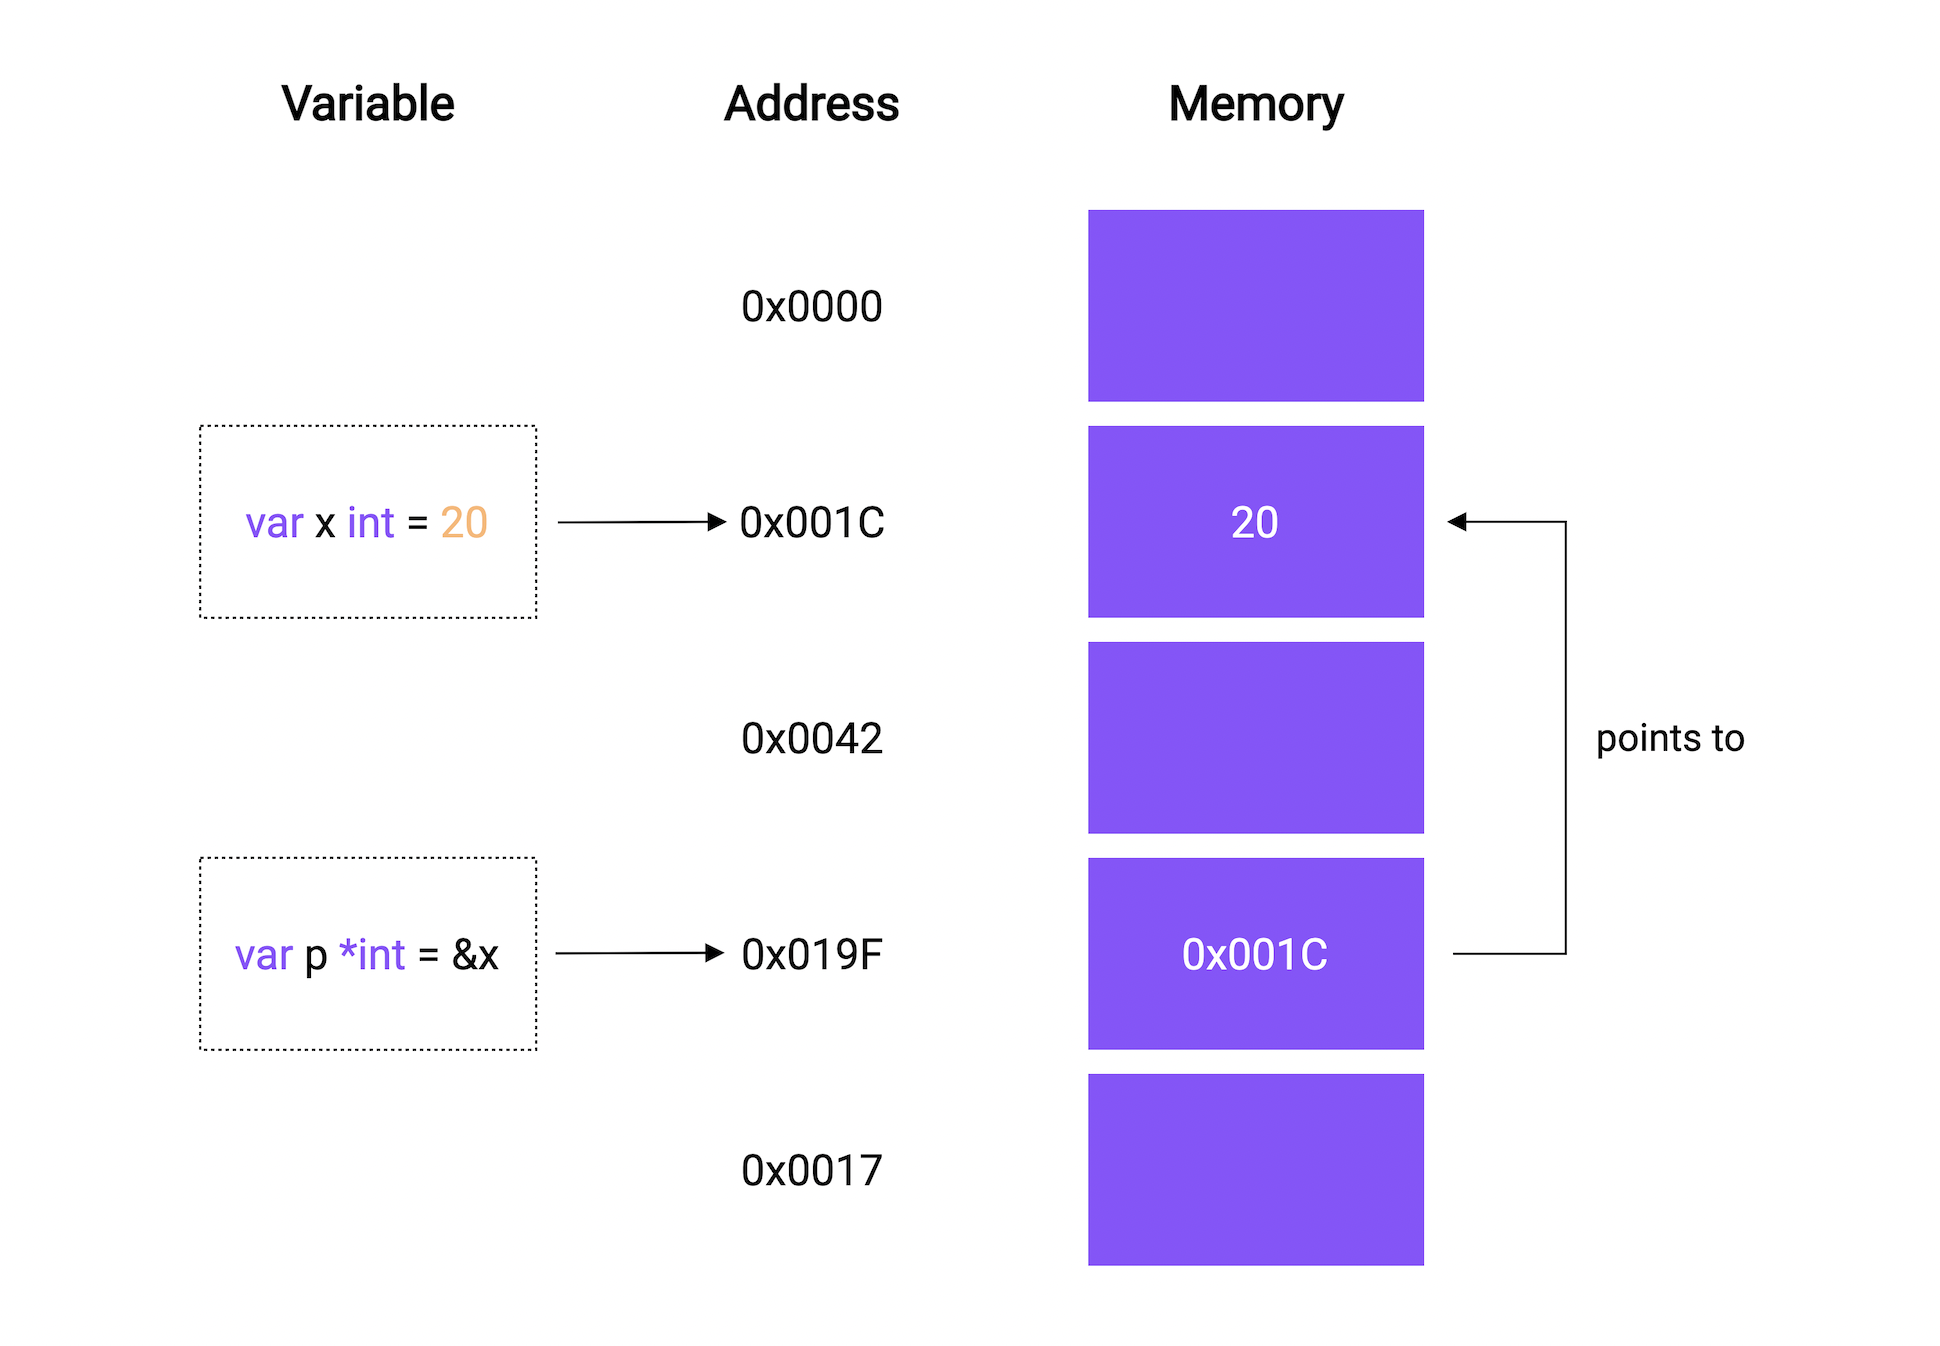 Variable Address Memory
0x0000
var x int = 20 0x001C 20
0x0042
points to
var p *int = &x 0x019F 0x001C
0x0017